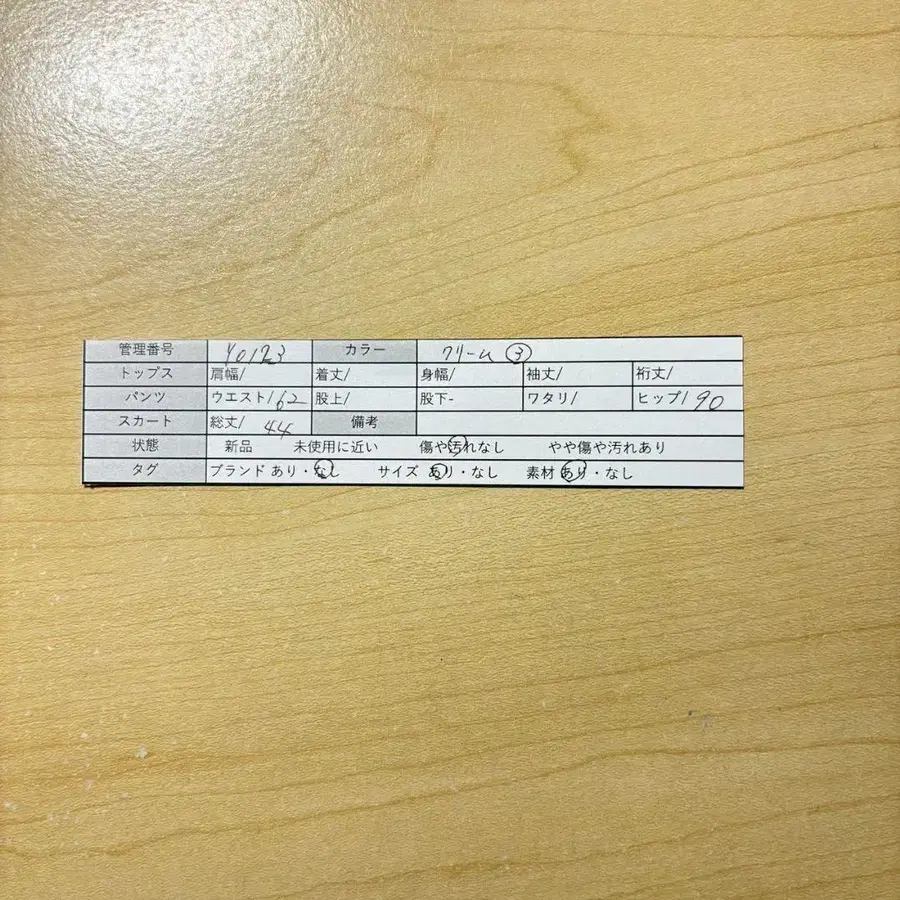 管理番号 Y0123 カラー クリーム ③
トップス 肩幅/ 着丈/ 身幅/ 袖丈/ 裄丈/
パンツ ウエスト/62 股上/ 股下- ワタリ/ ヒップ/90
スカート 総丈/44 備考
状態 新品 未使用に近い 傷や汚れなし やや傷や汚れあり
タグ ブランド あり・なし サイズ あり・なし 素材 あり・なし